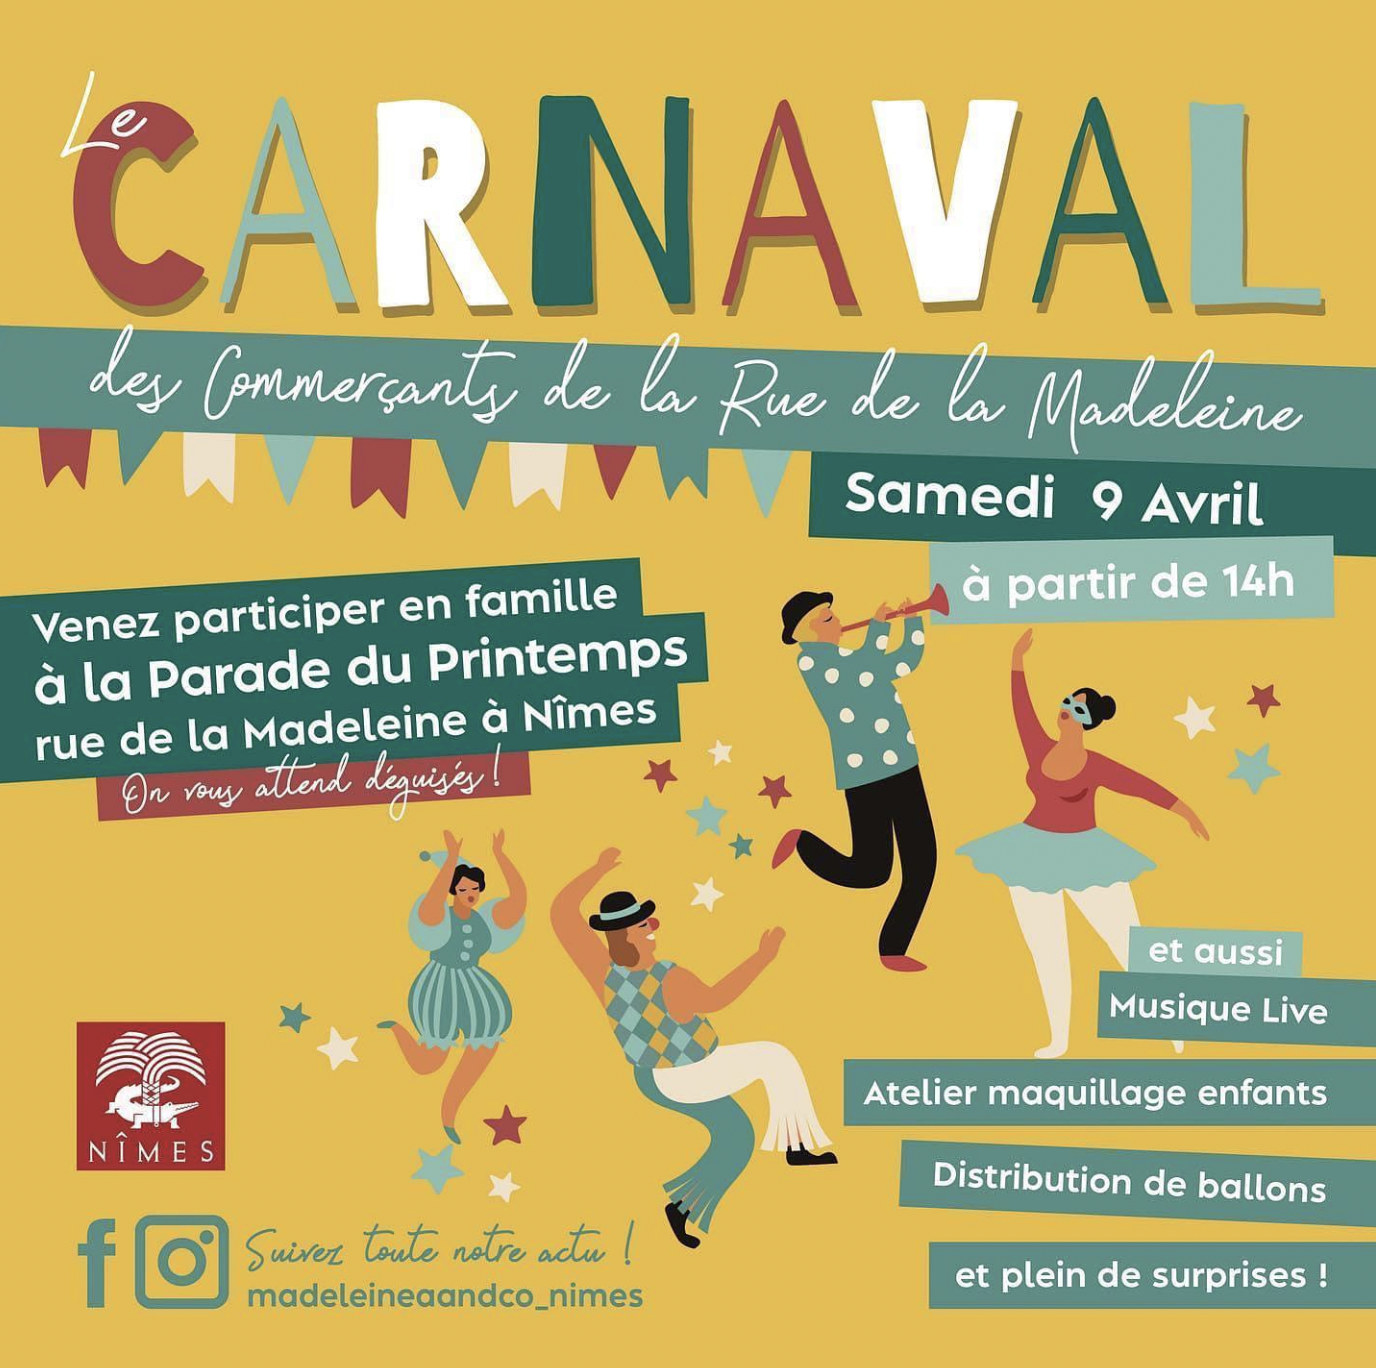 Le
CARNAVAL
des Commerçants de la Rue de la Madeleine
Samedi 9 Avril
à partir de 14h
Venez participer en famille
à la Parade du Printemps
rue de la Madeleine à Nîmes
On vous attend déguisés !
et aussi
Musique Live
Atelier maquillage enfants
Distribution de ballons
et plein de surprises !
NÎMES
f
Suivez toute notre actu !
madeleineaandco_nimes